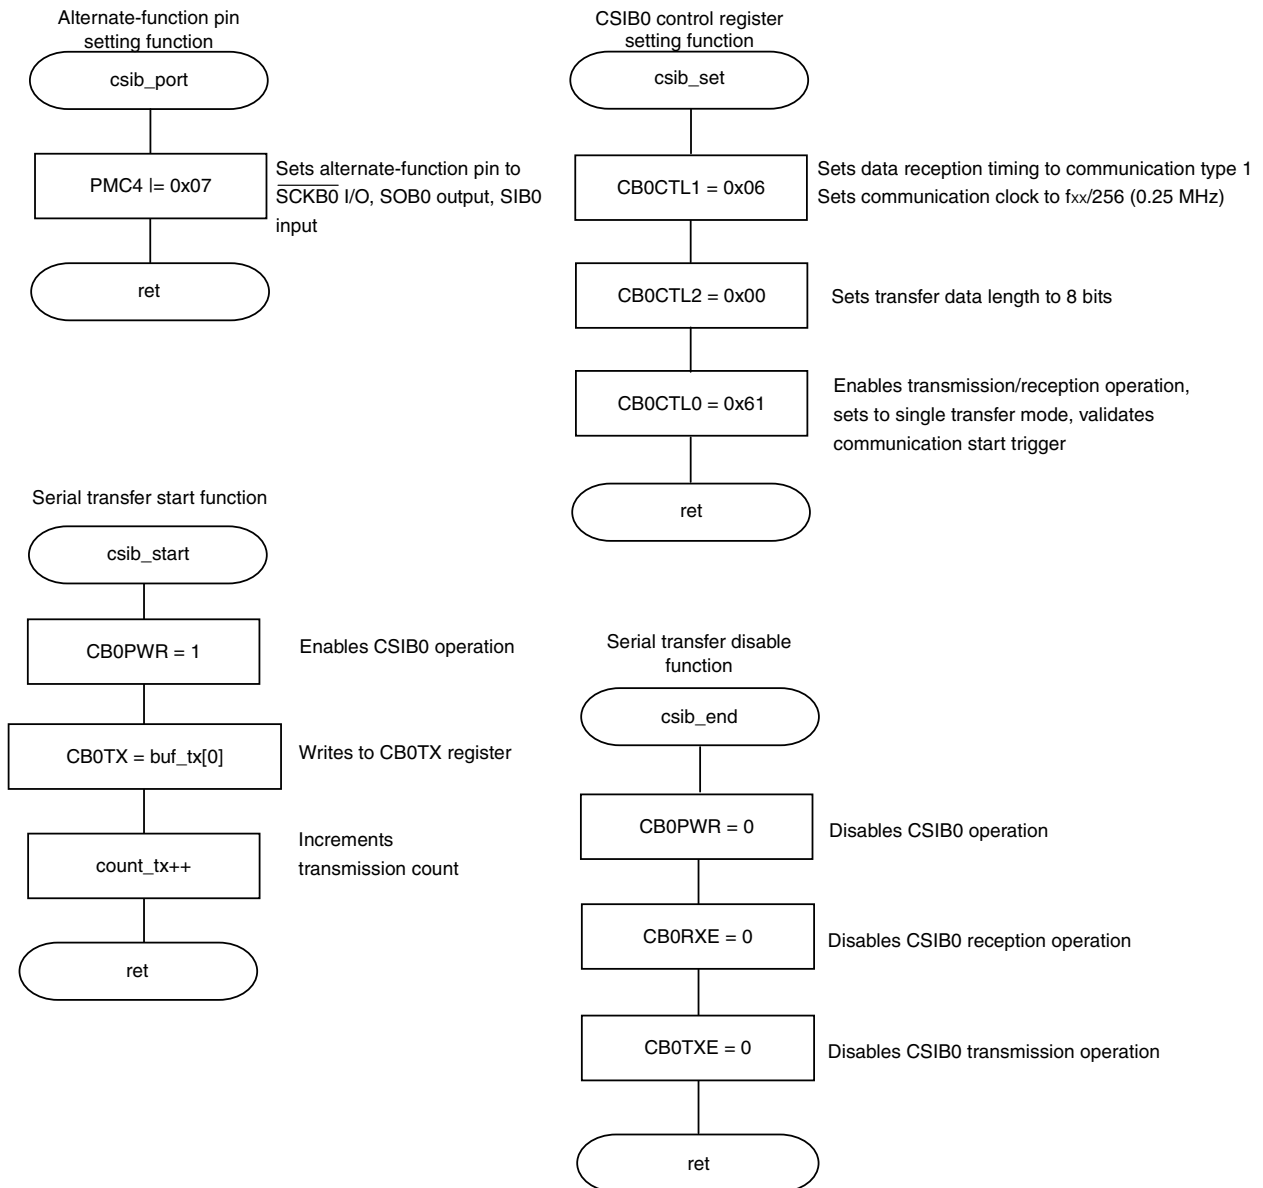 Alternate-function pin
setting function
csib_port
PMC4 |= 0x07
Sets alternate-function pin to
SCKB0 I/O, SOB0 output, SIB0
input
ret
CSIB0 control register
setting function
csib_set
CB0CTL1 = 0x06
Sets data reception timing to communication type 1
Sets communication clock to fxx/256 (0.25 MHz)
CB0CTL2 = 0x00
Sets transfer data length to 8 bits
CB0CTL0 = 0x61
Enables transmission/reception operation,
sets to single transfer mode, validates
communication start trigger
ret
Serial transfer start function
csib_start
CB0PWR = 1
Enables CSIB0 operation
CB0TX = buf_tx[0]
Writes to CB0TX register
count_tx++
Increments
transmission count
ret
Serial transfer disable
function
csib_end
CB0PWR = 0
Disables CSIB0 operation
CB0RXE = 0
Disables CSIB0 reception operation
CB0TXE = 0
Disables CSIB0 transmission operation
ret